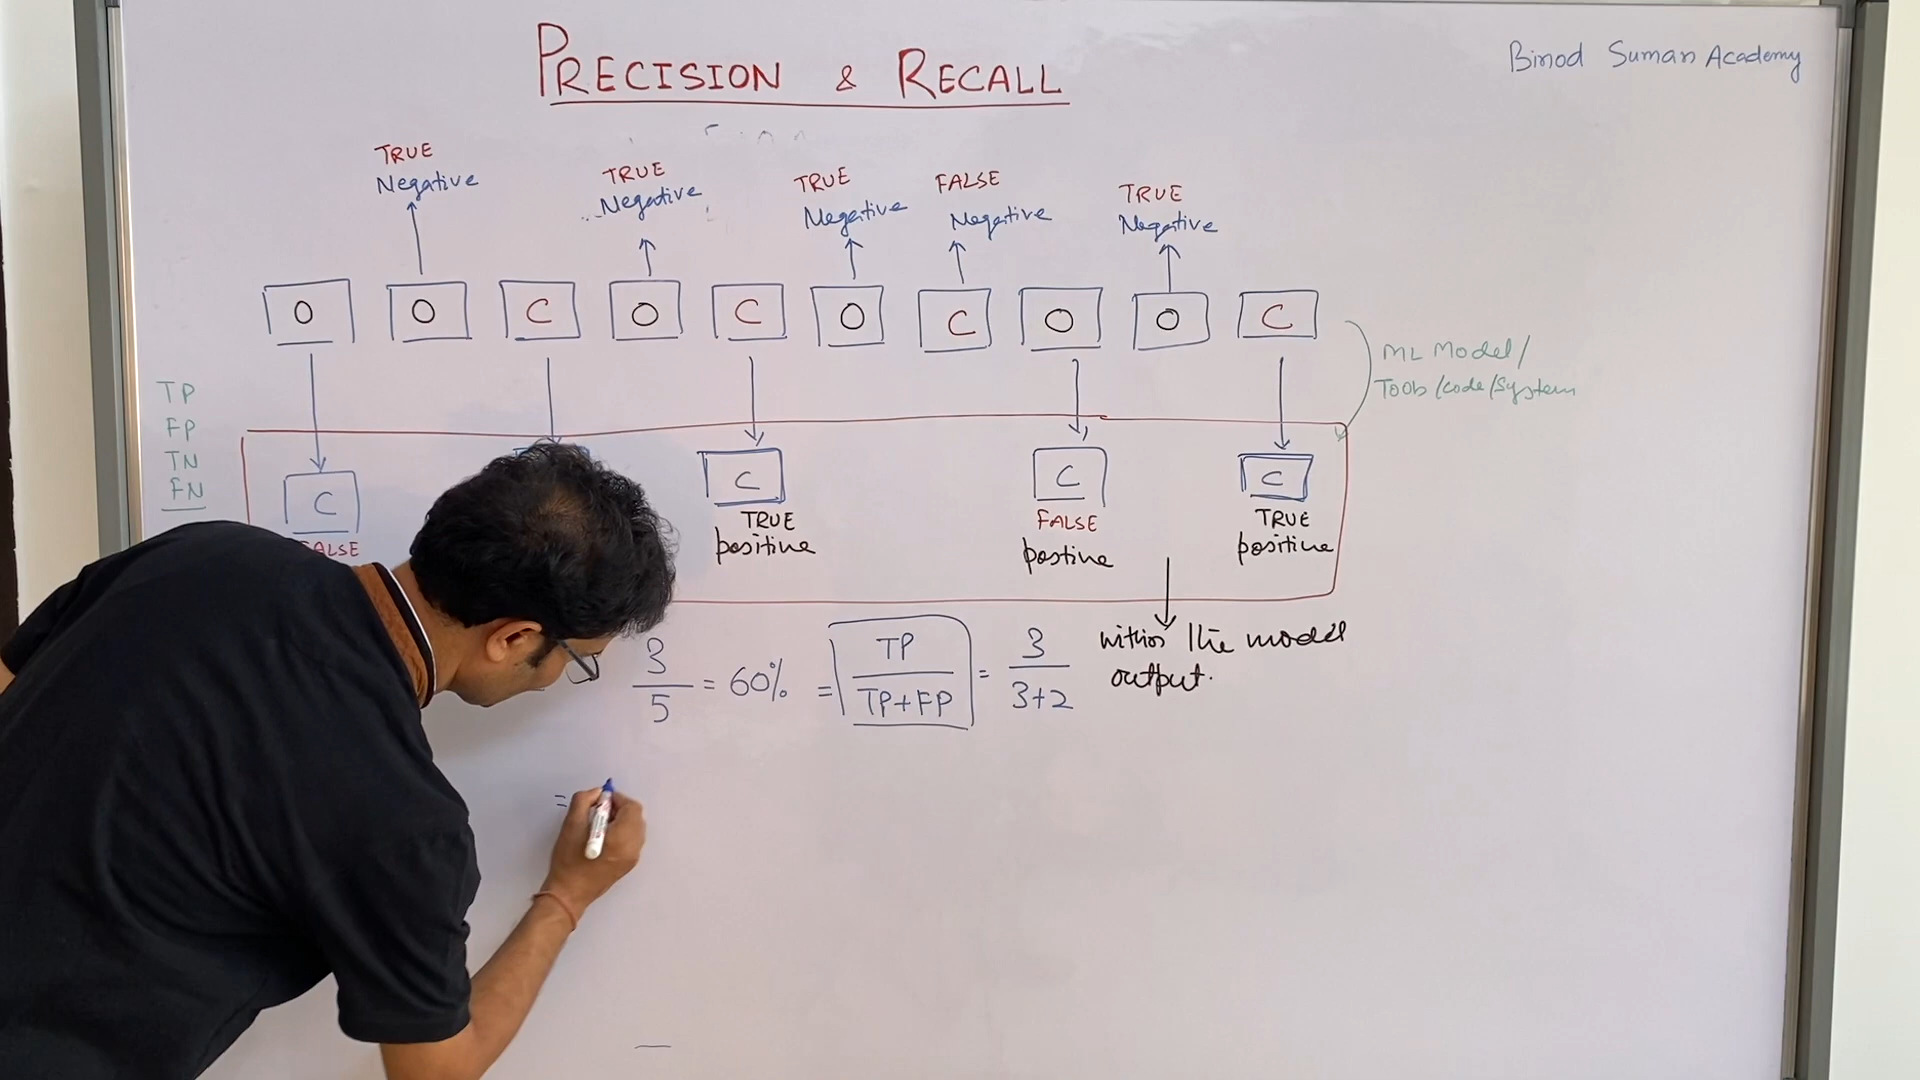 PRECISION & RECALL
Binod Suman Academy
TRUE
Negative
TRUE
Negative
TRUE
Negative
FALSE
Negative
TRUE
Negative
O O C O C O C O O C
ML Model/
Tools/code/System
TP
FP
TN
FN
C C C C
FALSE
TRUE
positive
FALSE
postive
TRUE
positive
3/5 = 60% = TP/TP+FP = 3/3+2
the model
output.
=